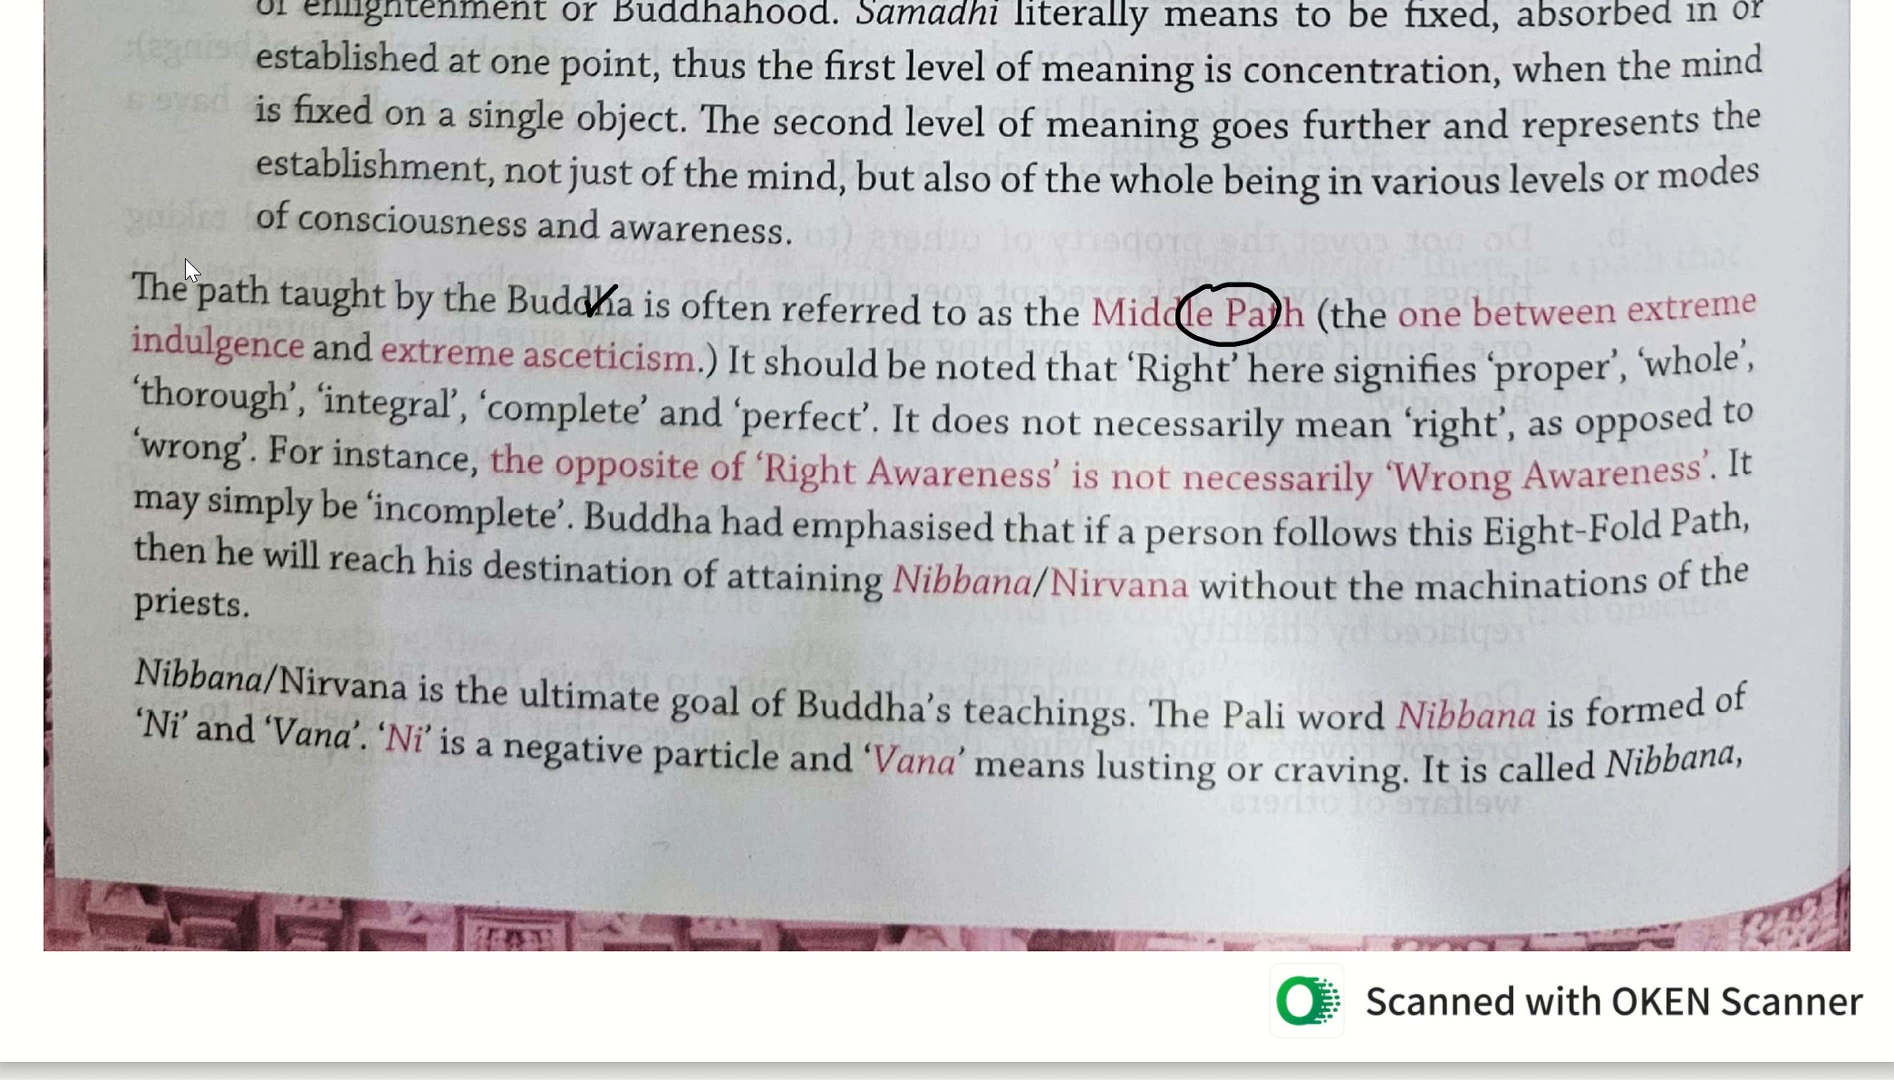 of enlightenment or Buddhahood. Samadhi literally means to be fixed, absorbed in or
established at one point, thus the first level of meaning is concentration, when the mind
is fixed on a single object. The second level of meaning goes further and represents the
establishment, not just of the mind, but also of the whole being in various levels or modes
of consciousness and awareness.
The path taught by the Buddha is often referred to as the Middle Path (the one between extreme
indulgence and extreme asceticism.) It should be noted that ‘Right’ here signifies ‘proper’, ‘whole’,
‘thorough’, ‘integral’, ‘complete’ and ‘perfect’. It does not necessarily mean ‘right’, as opposed to
‘wrong’. For instance, the opposite of ‘Right Awareness’ is not necessarily ‘Wrong Awareness’. It
may simply be ‘incomplete’. Buddha had emphasised that if a person follows this Eight-Fold Path,
then he will reach his destination of attaining Nibbana/Nirvana without the machinations of the
priests.
Nibbana/Nirvana is the ultimate goal of Buddha’s teachings. The Pali word Nibbana is formed of
‘Ni’ and ‘Vana’. ‘Ni’ is a negative particle and ‘Vana’ means lusting or craving. It is called Nibbana,
Scanned with OKEN Scanner